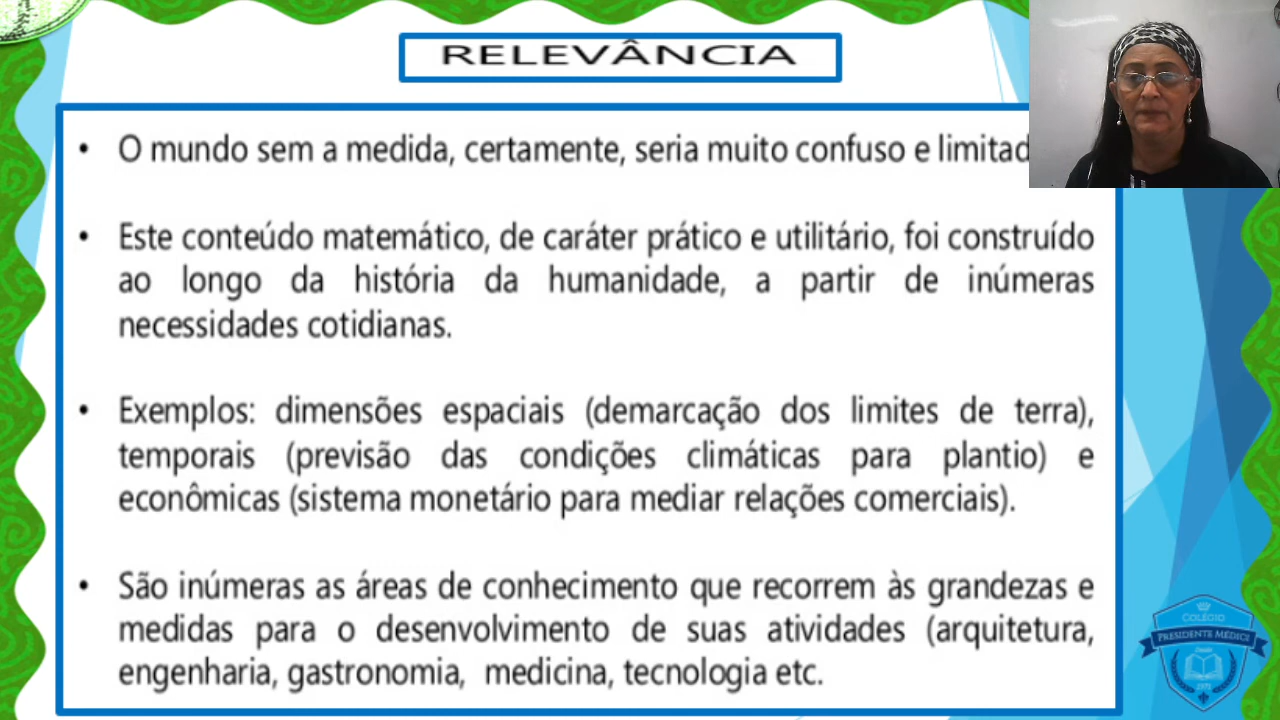 RELEVÂNCIA
• O mundo sem a medida, certamente, seria muito confuso e
• Este conteúdo matemático, de caráter prático e utilitário, foi construído
ao longo da história da humanidade, a partir de inúmeras
necessidades cotidianas.
• Exemplos: dimensões espaciais (demarcação dos limites de terra),
temporais (previsão das condições climáticas para plantio) e
econômicas (sistema monetário para mediar relações comerciais).
• São inúmeras as áreas de conhecimento que recorrem às grandezas e
medidas para o desenvolvimento de suas atividades (arquitetura,
engenharia, gastronomia, medicina, tecnologia etc.
COLÉGIO
PRESIDENTE MÉDICI